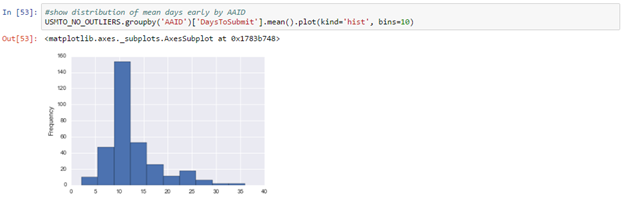 In [53]: #show distribution of mean days early by AAID
USMTO_NO_OUTLIERS.groupby('AAID')['DaysToSubmit'].mean().plot(kind='hist', bins=10)
Out[53]: <matplotlib.axes._subplots.AxesSubplot at 0x1783b748>
160
140
120
100
80
60
40
20
0
Frequency
0 5 10 15 20 25 30 35 40